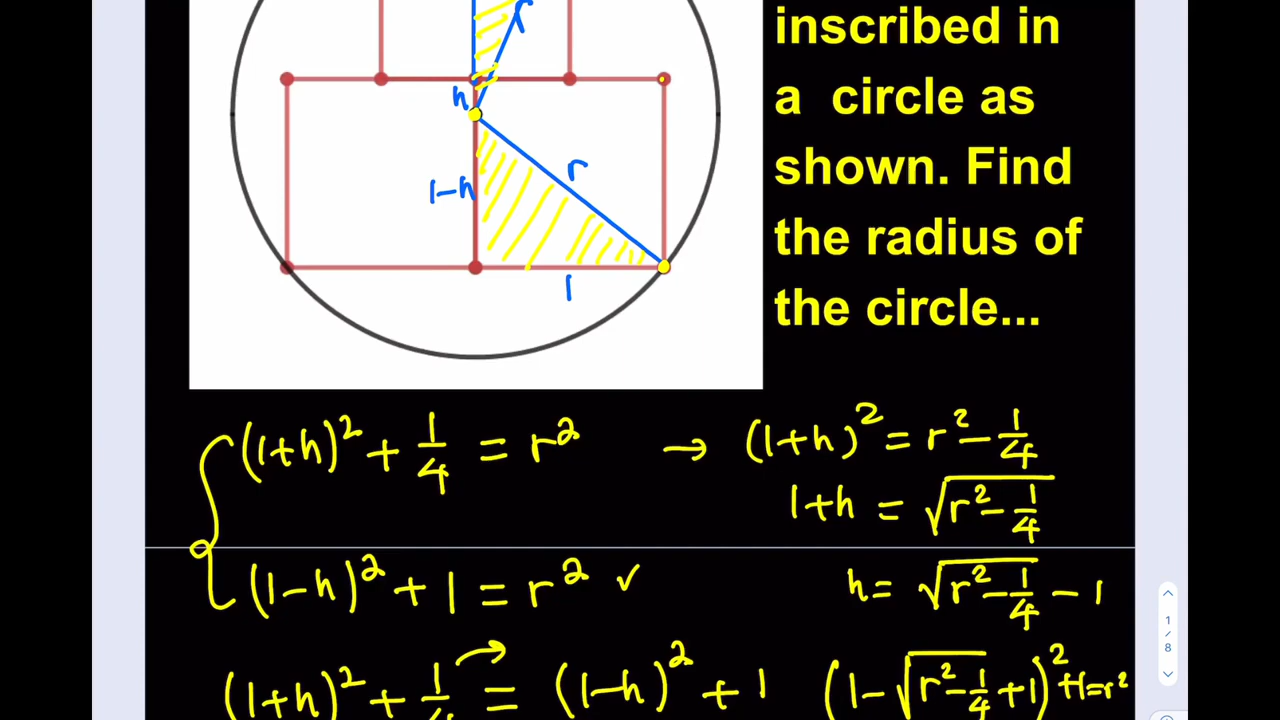 inscribed in
a circle as
shown. Find
the radius of
the circle...
r
h
r
1-h
1
(1+h)² + 1/4 = r² → (1+h)² = r² - 1/4
1+h = √(r² - 1/4)
(1-h)² + 1 = r² ✓
h = √(r² - 1/4) - 1
(1+h)² + 1/4 = (1-h)² + 1
(1 - √(r² - 1/4) + 1)² + 1 = r²
1
/
8